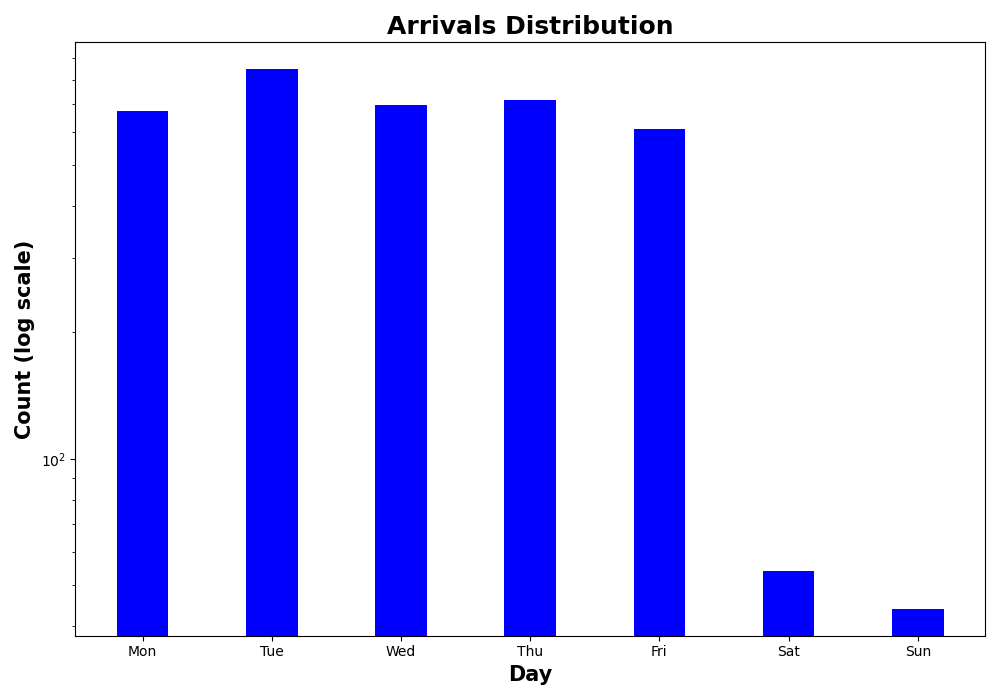 Arrivals Distribution
Count (log scale)
10²
Mon Tue Wed Thu Fri Sat Sun
Day